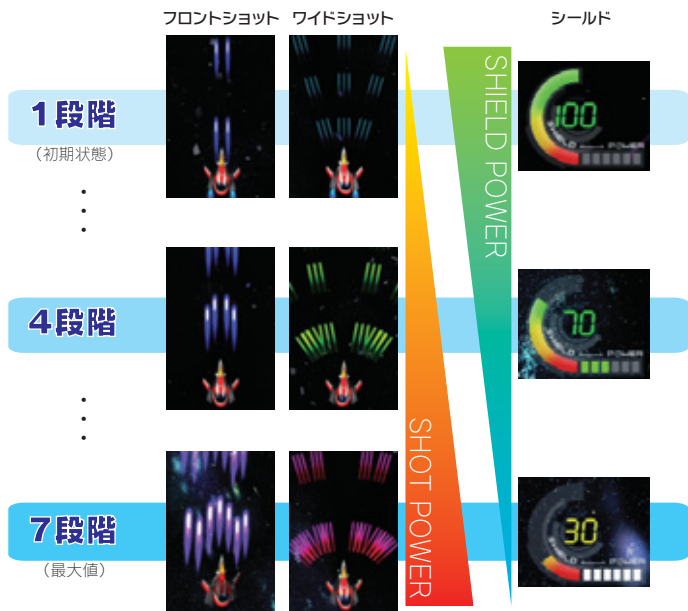 フロントショット
ワイドショット
シールド
1段階
(初期状態)
SHIELD POWER
100
SHIELD
POWER
4段階
70
SHIELD
POWER
SHOT POWER
7段階
(最大値)
30
SHIELD
POWER